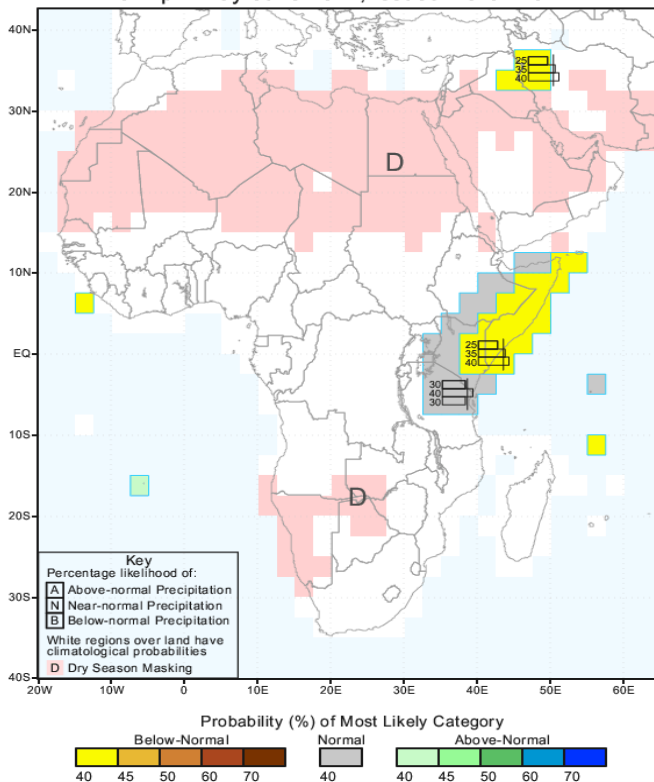 40N
30N
20N
10N
EQ
10S
20S
30S
40S
25
35
40
D
25
35
40
30
40
30
D
Key
Percentage likelihood of:
A Above-normal Precipitation
N Near-normal Precipitation
B Below-normal Precipitation
White regions over land have
climatological probabilities
D Dry Season Masking
20W 10W 0 10E 20E 30E 40E 50E 60E
Probability (%) of Most Likely Category
Below-Normal Normal Above-Normal
40 45 50 60 70 40 40 45 50 60 70